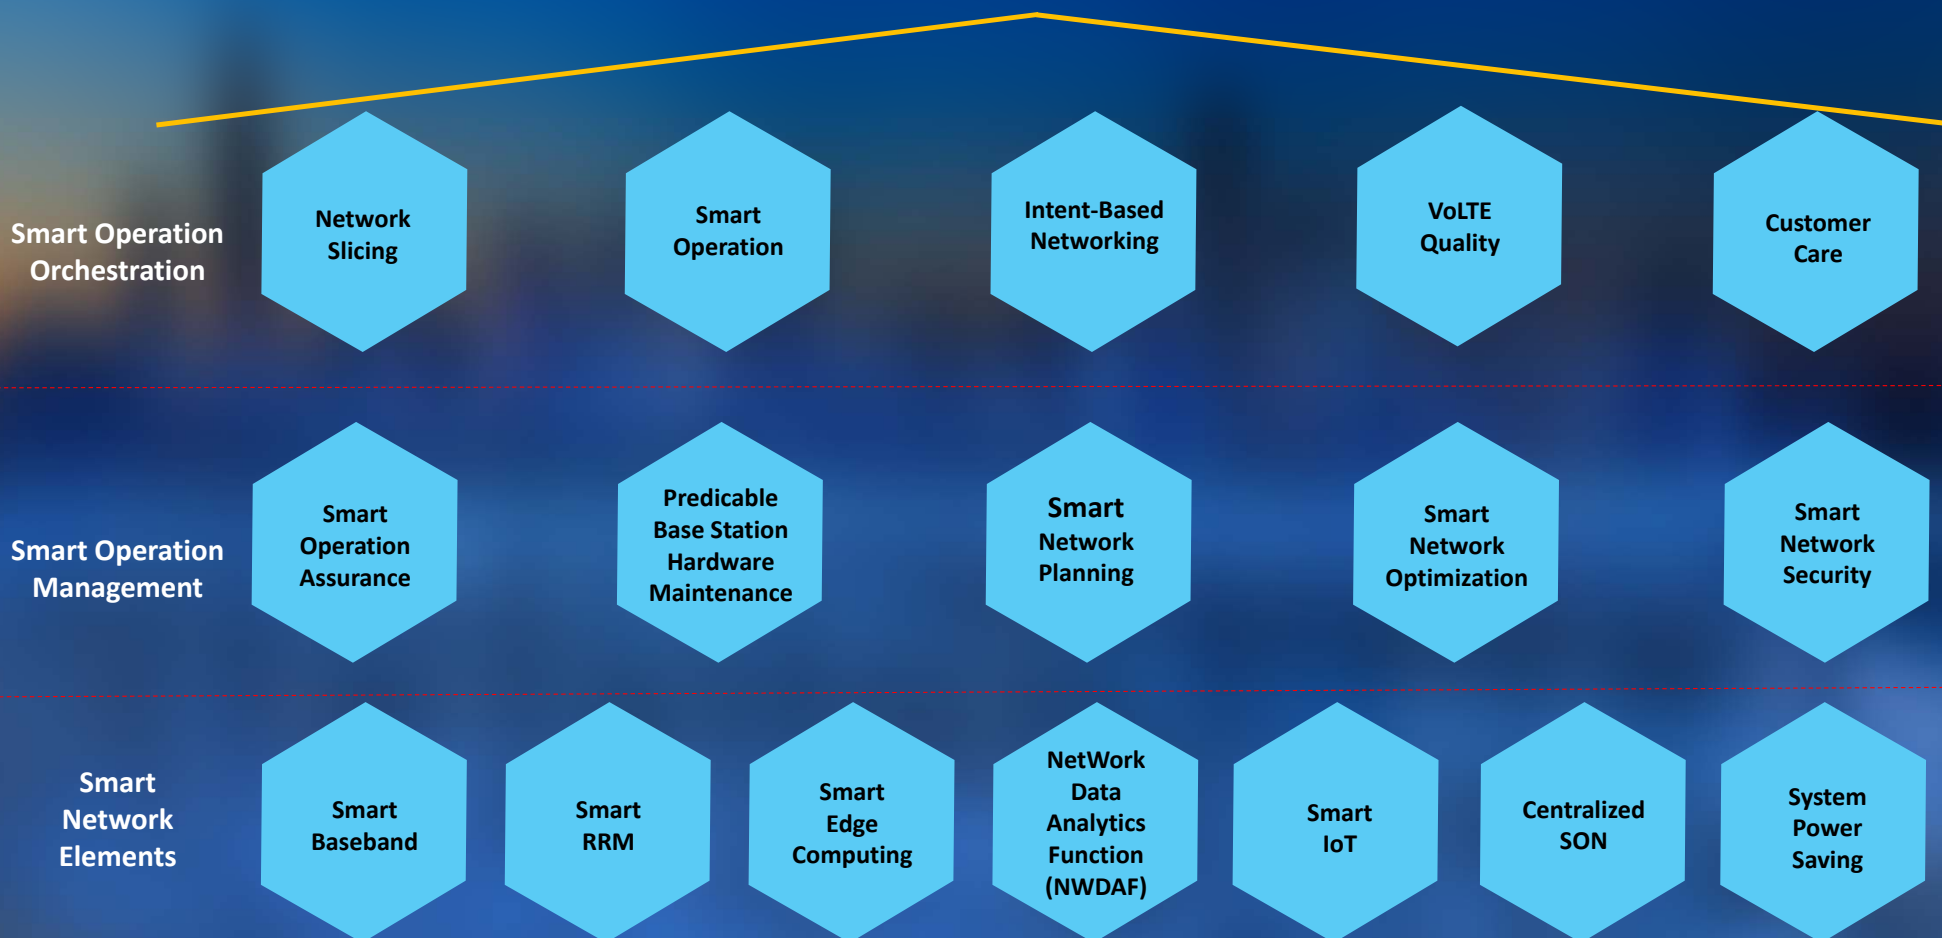 Smart Operation
Orchestration
Network
Slicing
Smart
Operation
Intent-Based
Networking
VoLTE
Quality
Customer
Care
Smart Operation
Management
Smart
Operation
Assurance
Predicable
Base Station
Hardware
Maintenance
Smart
Network
Planning
Smart
Network
Optimization
Smart
Network
Security
Smart
Network
Elements
Smart
Baseband
Smart
RRM
Smart
Edge
Computing
NetWork
Data
Analytics
Function
(NWDAF)
Smart
IoT
Centralized
SON
System
Power
Saving